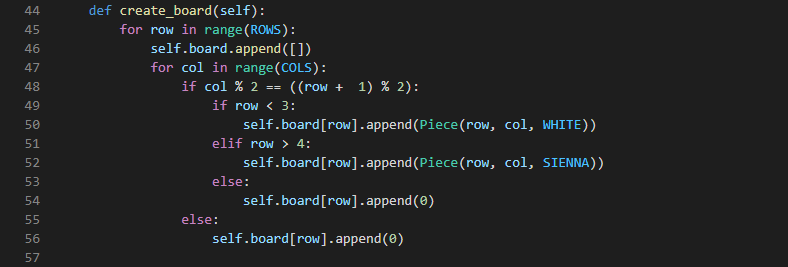 44 def create_board(self):
45 for row in range(ROWS):
46 self.board.append([])
47 for col in range(COLS):
48 if col % 2 == ((row +  1) % 2):
49 if row < 3:
50 self.board[row].append(Piece(row, col, WHITE))
51 elif row > 4:
52 self.board[row].append(Piece(row, col, SIENNA))
53 else:
54 self.board[row].append(0)
55 else:
56 self.board[row].append(0)
57